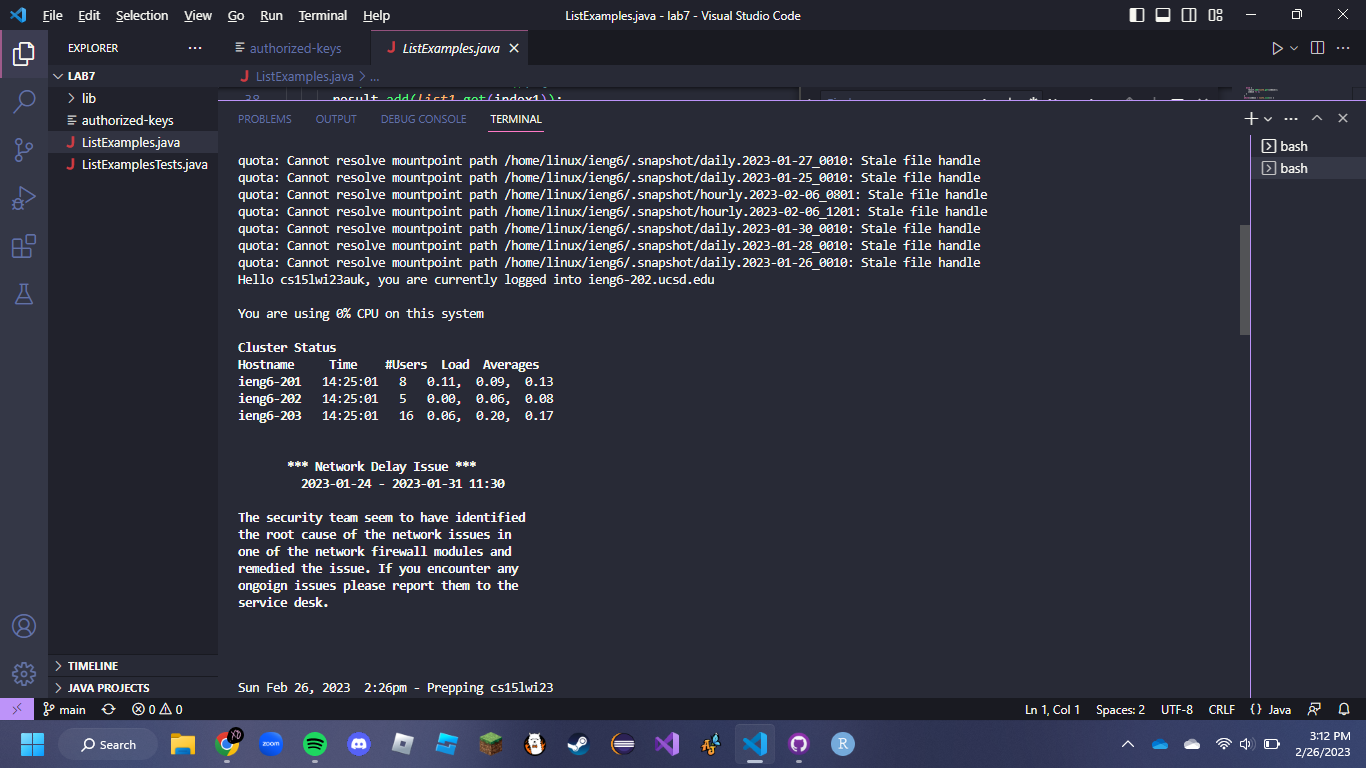 File Edit Selection View Go Run Terminal Help ListExamples.java - lab7 - Visual Studio Code
EXPLORER
authorized-keys
ListExamples.java
LAB7
lib
authorized-keys
ListExamples.java
ListExamplesTests.java
TIMELINE
JAVA PROJECTS
ListExamples.java > ...
38 result.add(list1.get(index1));
PROBLEMS OUTPUT DEBUG CONSOLE TERMINAL
bash
bash
quota: Cannot resolve mountpoint path /home/linux/ieng6/.snapshot/daily.2023-01-27_0010: Stale file handle
quota: Cannot resolve mountpoint path /home/linux/ieng6/.snapshot/daily.2023-01-25_0010: Stale file handle
quota: Cannot resolve mountpoint path /home/linux/ieng6/.snapshot/hourly.2023-02-06_0801: Stale file handle
quota: Cannot resolve mountpoint path /home/linux/ieng6/.snapshot/hourly.2023-02-06_1201: Stale file handle
quota: Cannot resolve mountpoint path /home/linux/ieng6/.snapshot/daily.2023-01-30_0010: Stale file handle
quota: Cannot resolve mountpoint path /home/linux/ieng6/.snapshot/daily.2023-01-28_0010: Stale file handle
quota: Cannot resolve mountpoint path /home/linux/ieng6/.snapshot/daily.2023-01-26_0010: Stale file handle
Hello cs15lwi23auk, you are currently logged into ieng6-202.ucsd.edu
You are using 0% CPU on this system
Cluster Status
Hostname Time #Users Load Averages
ieng6-201 14:25:01 8 0.11, 0.09, 0.13
ieng6-202 14:25:01 5 0.00, 0.06, 0.08
ieng6-203 14:25:01 16 0.06, 0.20, 0.17
*** Network Delay Issue ***
2023-01-24 - 2023-01-31 11:30
The security team seem to have identified
the root cause of the network issues in
one of the network firewall modules and
remedied the issue. If you encounter any
ongoign issues please report them to the
service desk.
Sun Feb 26, 2023 2:26pm - Prepping cs15lwi23
main 0 0 Ln 1, Col 1 Spaces: 2 UTF-8 CRLF {} Java
Search
zoom
R
3:12 PM
2/26/2023